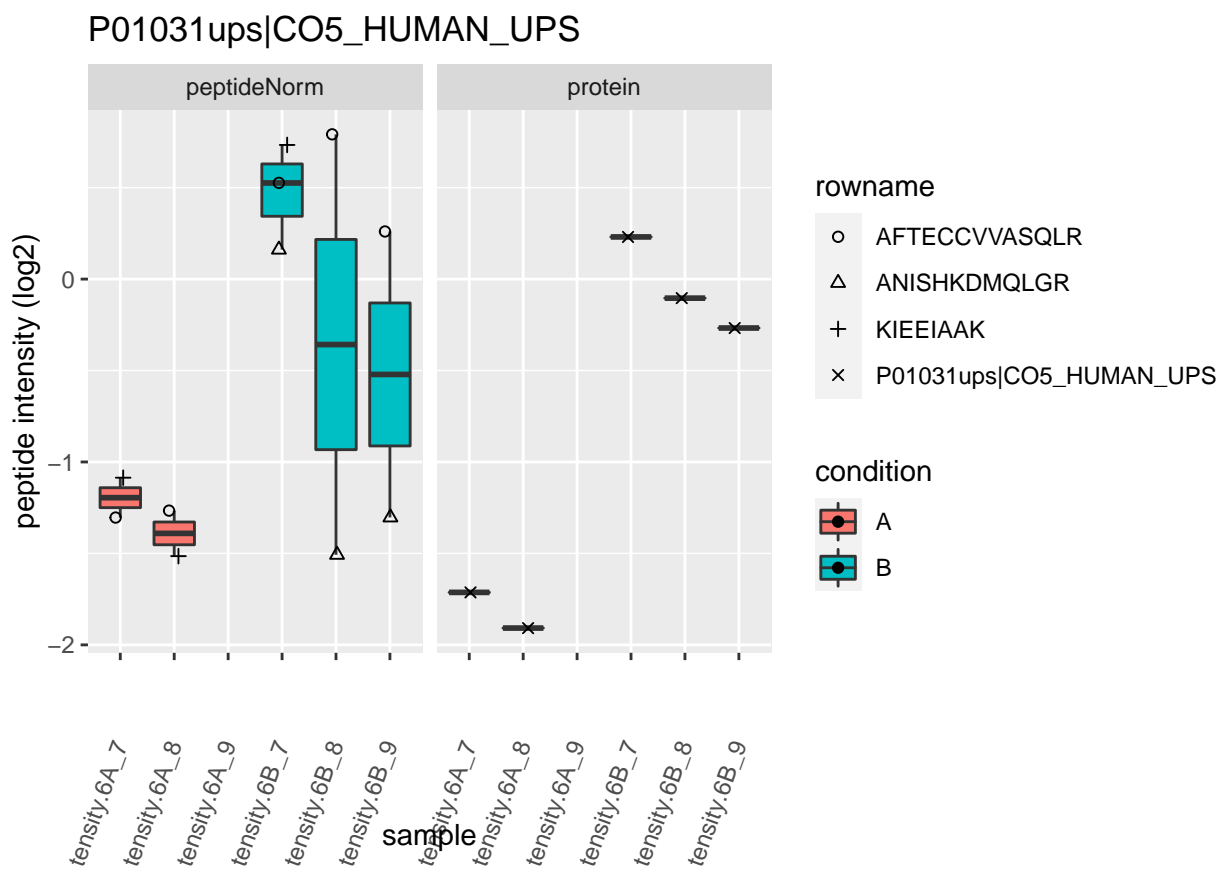 P01031ups|CO5_HUMAN_UPS
peptideNorm
protein
peptide intensity (log2)
0
−1
−2
tensity.6A_7
tensity.6A_8
tensity.6A_9
tensity.6B_7
tensity.6B_8
tensity.6B_9
tensity.6A_7
tensity.6A_8
tensity.6A_9
tensity.6B_7
tensity.6B_8
tensity.6B_9
sample
rowname
AFTECCVVASQLR
ANISHKDMQLGR
KIEEIAAK
P01031ups|CO5_HUMAN_UPS
condition
A
B